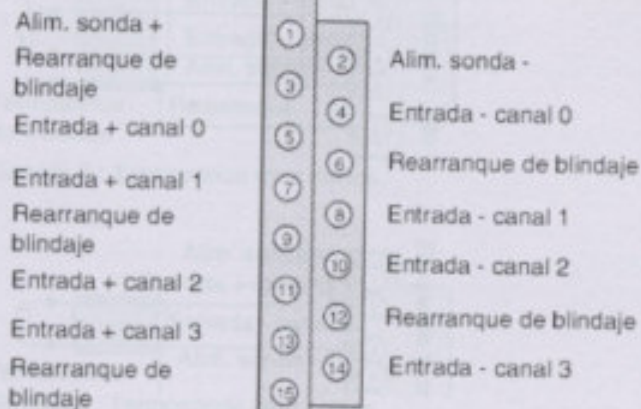 Alim. sonda +
1
Rearranque de
blindaje
2
Alim. sonda -
3
Entrada + canal 0
4
Entrada - canal 0
5
6
Rearranque de blindaje
Entrada + canal 1
7
Rearranque de
blindaje
8
Entrada - canal 1
9
Entrada + canal 2
10
Entrada - canal 2
11
Entrada + canal 3
12
Rearranque de blindaje
13
Rearranque de
blindaje
14
Entrada - canal 3
15